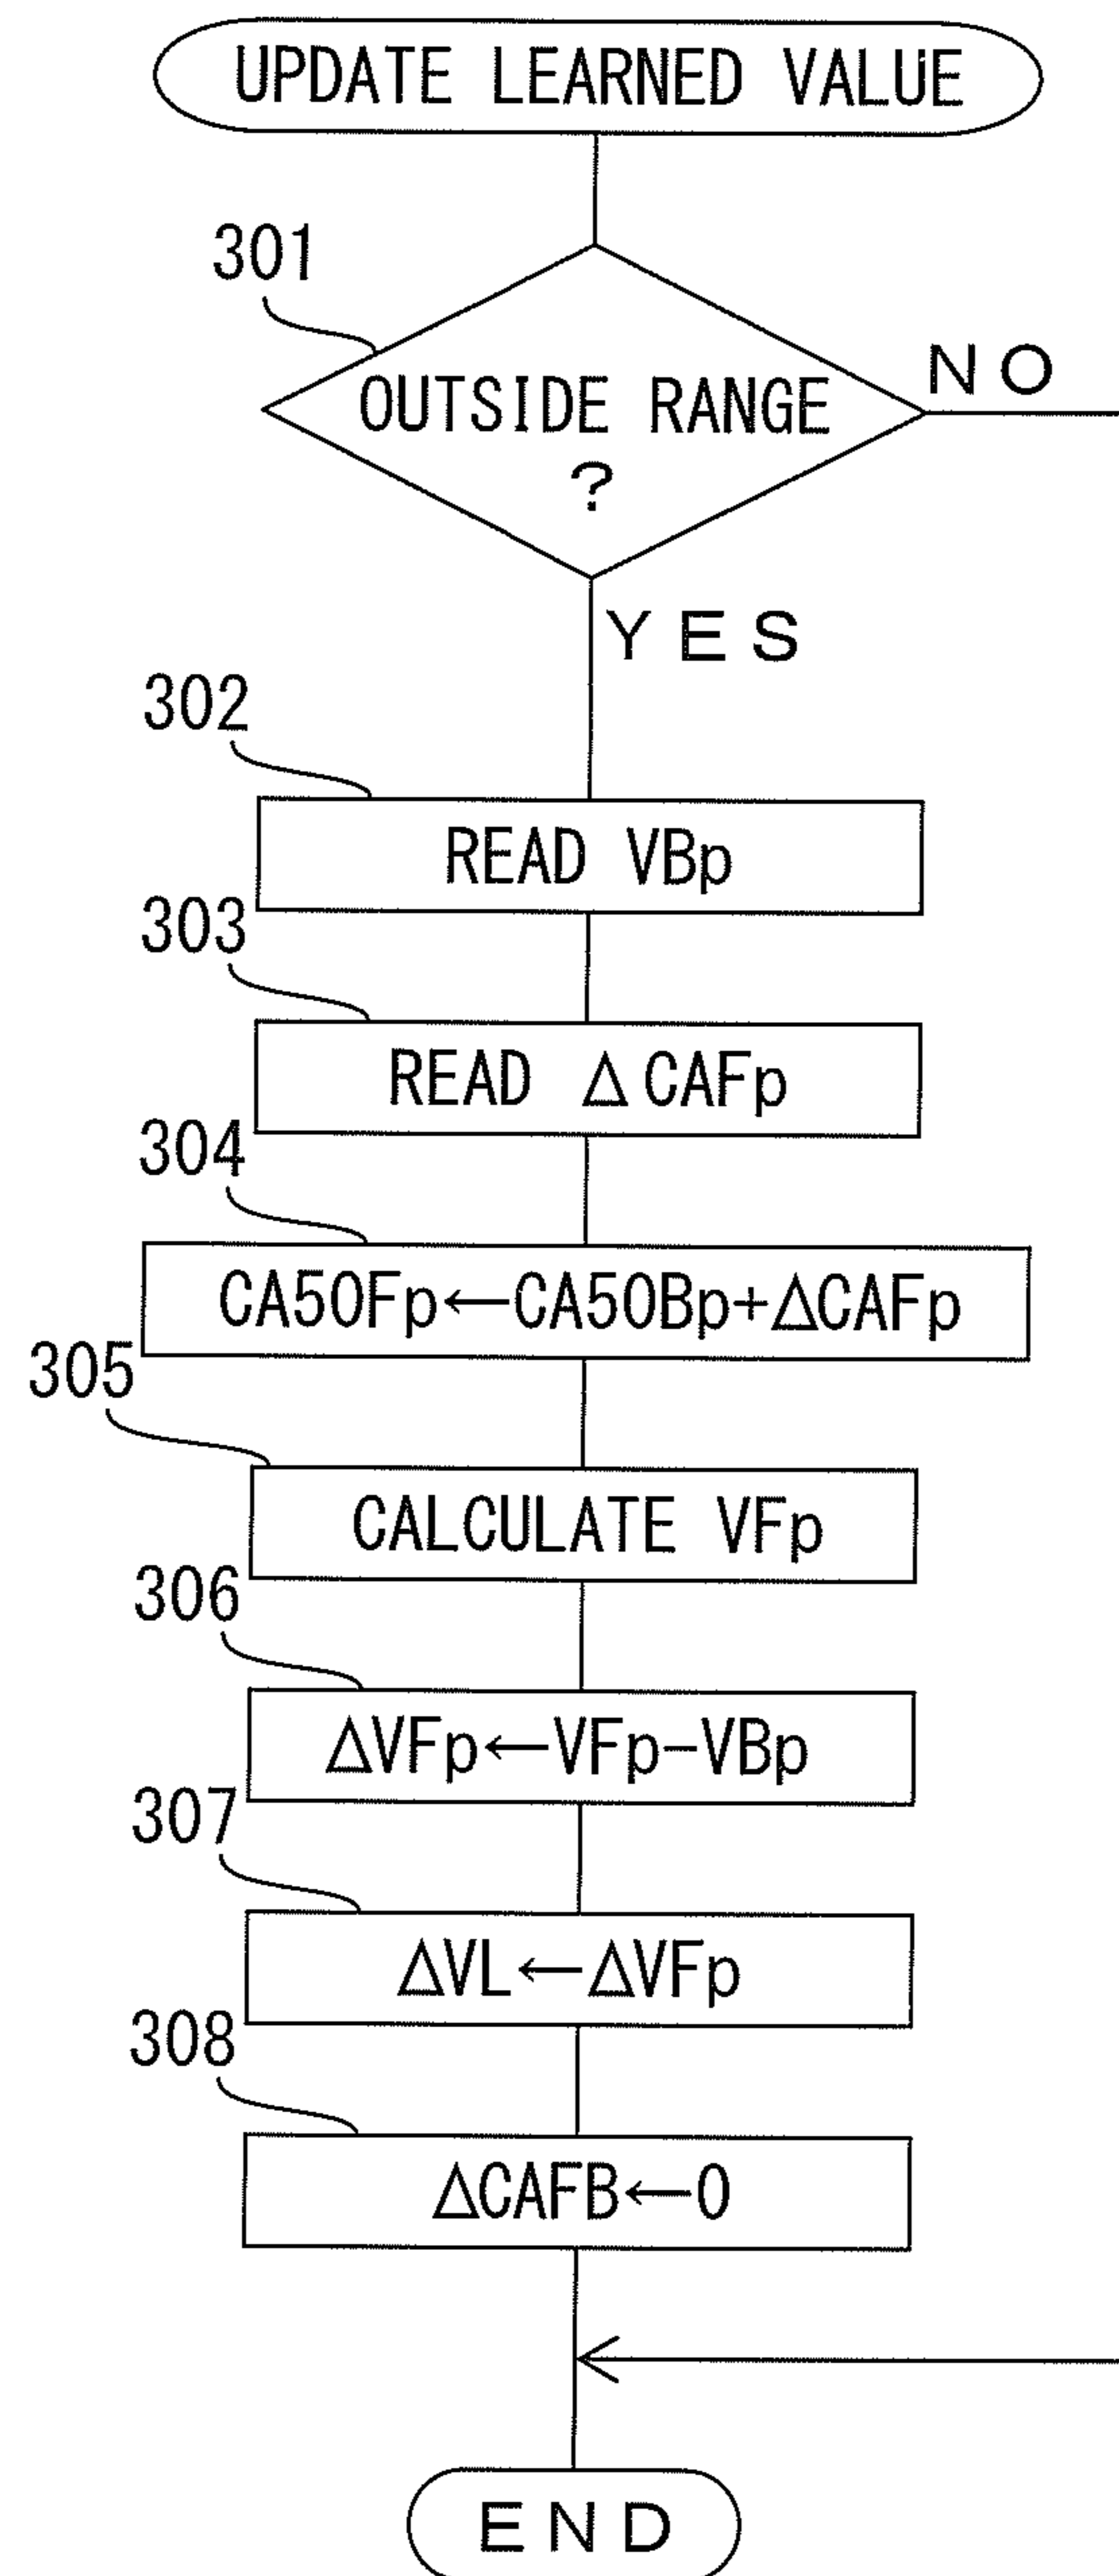 UPDATE LEARNED VALUE
301
OUTSIDE RANGE
?
NO
YES
302
READ VBp
303
READ ΔCAFp
304
CA50Fp←CA50Bp+ΔCAFp
305
CALCULATE VFp
306
ΔVFp←VFp-VBp
307
ΔVL←ΔVFp
308
ΔCAFB←0
END